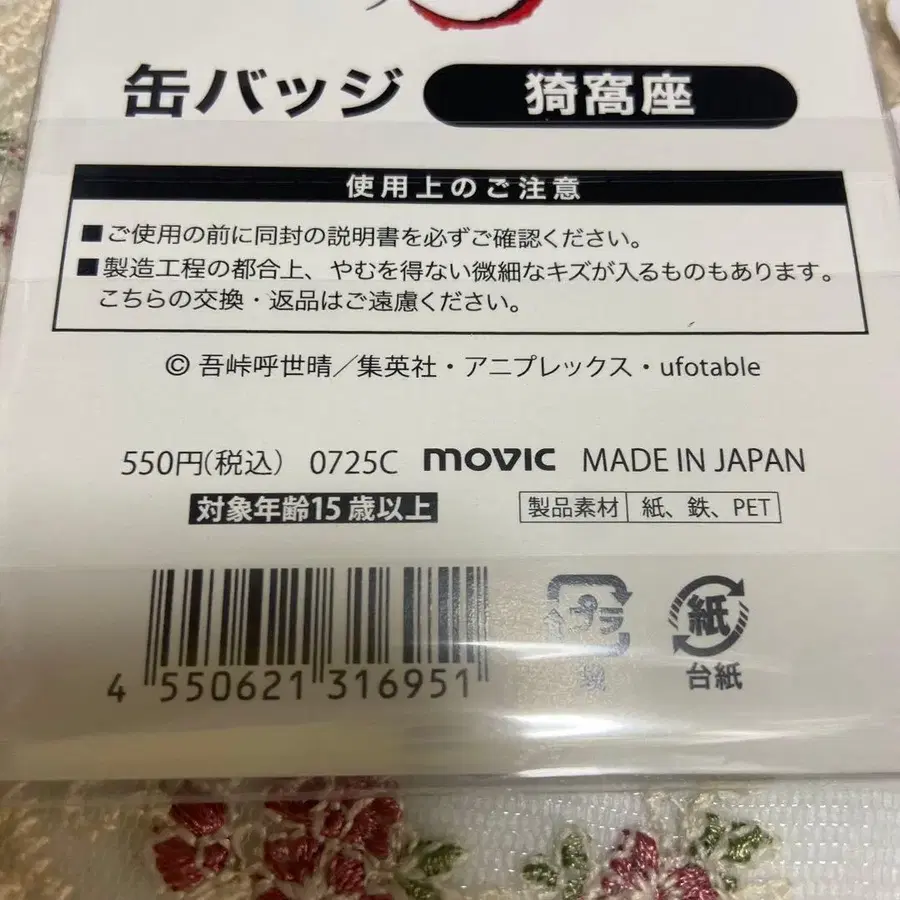 缶バッジ 猗窩座
使用上のご注意
■ご使用の前に同封の説明書を必ずご確認ください。
■製造工程の都合上、やむを得ない微細なキズが入るものもあります。
こちらの交換・返品はご遠慮ください。
© 吾峠呼世晴／集英社・アニプレックス・ufotable
550円(税込) 0725C movic MADE IN JAPAN
対象年齢15歳以上 製品素材 紙、鉄、PET
プラ 紙
袋 台紙
4 550621 316951